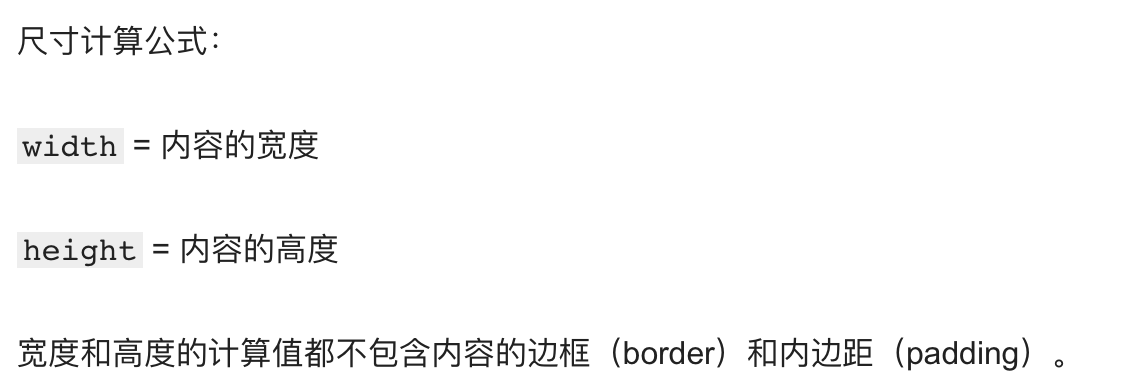 尺寸计算公式：
width = 内容的宽度
height = 内容的高度
宽度和高度的计算值都不包含内容的边框（border）和内边距（padding）。